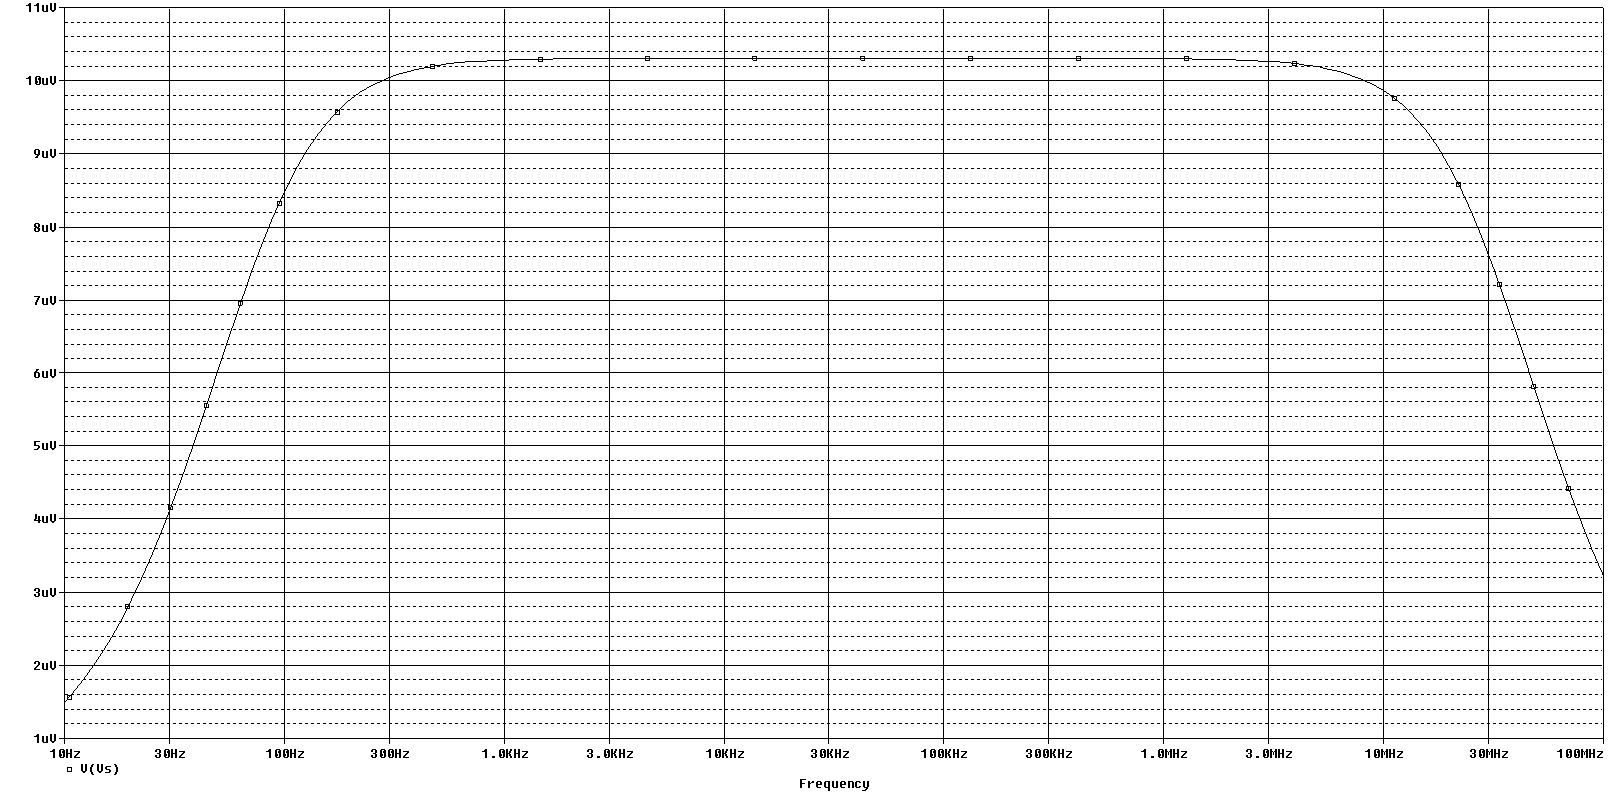 11uV
10uV
9uV
8uV
7uV
6uV
5uV
4uV
3uV
2uV
1uV
10Hz 30Hz 100Hz 300Hz 1.0KHz 3.0KHz 10KHz 30KHz 100KHz 300KHz 1.0MHz 3.0MHz 10MHz 30MHz 100MHz
V(Vs)
Frequency